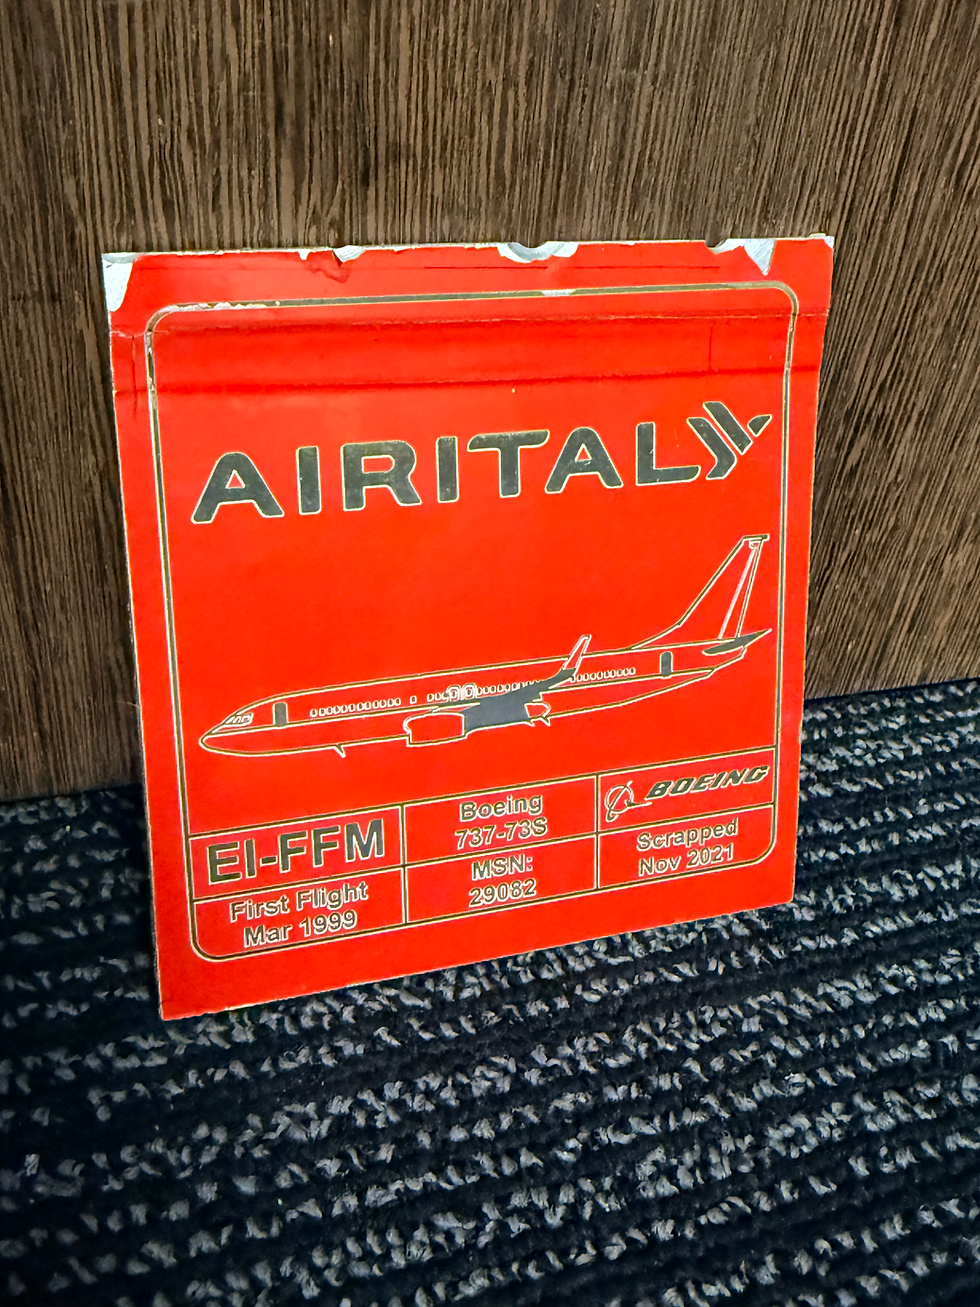 AIRITALY
EI-FFM
First Flight
Mar 1999
Boeing
737-73S
MSN:
29082
BOEING
Scrapped
Nov 2021